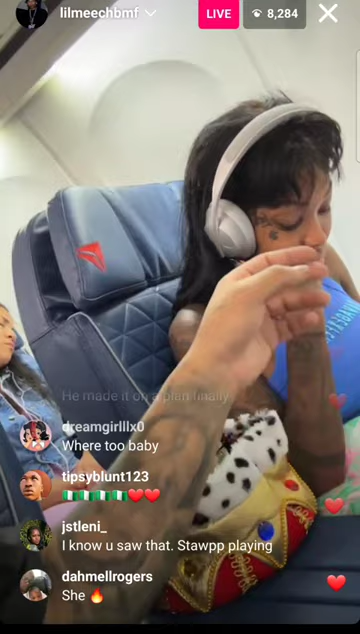 lilmeechbmf
LIVE
8,284
He made it on a plan finally
dreamgirlllx0
Where too baby
tipsyblunt123
🇳🇬🇳🇬🇳🇬🇳🇬❤️❤️
jstleni_
I know u saw that. Stawpp playing
dahmellrogers
She 🔥